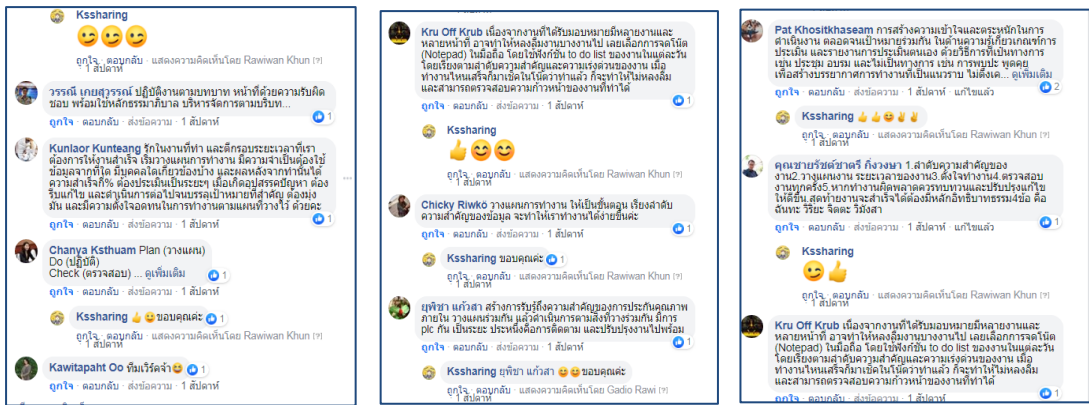 Kssharing
ถูกใจ · ตอบกลับ · แสดงความคิดเห็นโดย Rawiwan Khun [?]
· 1 สัปดาห์
วรรณี เกยสุวรรณ์ ปฏิบัติงานตามบทบาท หน้าที่ด้วยความรับผิด
ชอบ พร้อมใช้หลักธรรมาภิบาล บริหารจัดการตามบริบท...
1
ถูกใจ · ตอบกลับ · ส่งข้อความ · 1 สัปดาห์
Kunlaor Kunteang รักในงานที่ทำ และตีกรอบระยะเวลาที่เรา
ต้องการให้งานสำเร็จ เริ่มวางแผนการทำงาน มีความจำเป็นต้องใช้
ข้อมูลจากที่ใด มีบุคคลใดเกี่ยวข้องบ้าง และผลหลังจากท่านั้นได้
ความสำเร็จกี่% ต้องประเมินเป็นระยะๆ เมื่อเกิดอุปสรรคปัญหา ต้อง
รีบแก้ไข และดำเนินการต่อไปจนบรรลุเป้าหมายที่สำคัญ ต้องมุ่ง
มั่น และมีความตั้งใจอดทนในการทำงานตามแผนที่วางไว้ ด้วยคะ
1
ถูกใจ · ตอบกลับ · ส่งข้อความ · 1 สัปดาห์
Chanya Ksthuam Plan (วางแผน)
Do (ปฏิบัติ)
Check (ตรวจสอบ) ... ดูเพิ่มเติม 1
ถูกใจ · ตอบกลับ · ส่งข้อความ · 1 สัปดาห์
Kssharing 👍😀ขอบคุณค่ะ 1
ถูกใจ · ตอบกลับ · แสดงความคิดเห็นโดย Rawiwan Khun [?]
· 1 สัปดาห์
Kawitapaht Oo ทีมเวิร์คจ้า😆 1
Kru Off Krub เนื่องจากงานที่ได้รับมอบหมายมีหลายงานและ
หลายหน้าที่ อาจทำให้หลงลืมงานบางงานไป เลยเลือกการจดโน้ต
(Notepad) ในมือถือ โดยใช้ฟังก์ชั่น to do list ของงานในแต่ละวัน
โดยเรียงตามลำดับความสำคัญและความเร่งด่วนของงาน เมื่อ
ทำงานไหนเสร็จก็มาเช็คในโน้ตว่าทำแล้ว ก็จะทำให้ไม่หลงลืม
และสามารถตรวจสอบความก้าวหน้าของงานที่ทำได้
1
ถูกใจ · ตอบกลับ · ส่งข้อความ · 1 สัปดาห์
Kssharing
👍😊😊
ถูกใจ · ตอบกลับ · แสดงความคิดเห็นโดย Rawiwan Khun [?]
· 1 สัปดาห์
Chicky Riwkö วางแผนการทำงาน ให้เป็นขั้นตอน เรียงลำดับ
ความสำคัญของข้อมูล จะทำให้เราทำงานได้ง่ายขึ้นค่ะ
1
ถูกใจ · ตอบกลับ · ส่งข้อความ · 1 สัปดาห์
Kssharing ขอบคุณค่ะ 1
ถูกใจ · ตอบกลับ · แสดงความคิดเห็นโดย Rawiwan Khun [?]
· 1 สัปดาห์
ยุพิชา แก้วสา สร้างการรับรู้ถึงความสำคัญของการประกันคุณภาพ
ภายใน วางแผนร่วมกัน แล้วดำเนินการตามสิ่งที่วางร่วมกัน มีการ
plc กัน เป็นระยะ ประหนึ่งคือการติดตาม และปรับปรุงงานไปพร้อม
1
ถูกใจ · ตอบกลับ · ส่งข้อความ · 1 สัปดาห์
Kssharing ยุพิชา แก้วสา 😀😀ขอบคุณค่ะ
ถูกใจ · ตอบกลับ · แสดงความคิดเห็นโดย Gadio Rawi [?]
· 1 สัปดาห์
Pat Khositkhaseam การสร้างความเข้าใจและตระหนักในการ
ดำเนินงาน ตลอดจนเป้าหมายร่วมกัน ในด้านความรู้เกี่ยวเกณฑ์การ
ประเมิน และรายงานการประเมินตนเอง ด้วยวิธีการที่เป็นทางการ
เช่น ประชุม อบรม และไม่เป็นทางการ เช่น การพบปะ พูดคุย
เพื่อสร้างบรรยากาศการทำงานที่เป็นแนวราบ ไม่ตึงเค... ดูเพิ่มเติม
2
ถูกใจ · ตอบกลับ · ส่งข้อความ · 1 สัปดาห์ · แก้ไขแล้ว
Kssharing 👍👍😊✌✌
ถูกใจ · ตอบกลับ · แสดงความคิดเห็นโดย Rawiwan Khun [?]
· 1 สัปดาห์
คุณชายรัชต์ชาตรี กิ่งวงษา 1.ลำดับความสำคัญของ
งาน2.วางแผนงาน ระยะเวลาของงาน3.ตั้งใจทำงาน4.ตรวจสอบ
งานทุกครั้ง5.หากทำงานผิดพลาดควรทบทวนและปรับปรุงแก้ไข
ให้ดีขึ้น.สุดท้ายงานจะสำเร็จได้ต้องมีหลักอิทธิบาทธรรม4ข้อ คือ
ฉันทะ วิริยะ จิตตะ วิมังสา
1
ถูกใจ · ตอบกลับ · ส่งข้อความ · 1 สัปดาห์ · แก้ไขแล้ว
Kssharing
😉👍
ถูกใจ · ตอบกลับ · แสดงความคิดเห็นโดย Rawiwan Khun [?]
· 1 สัปดาห์
Kru Off Krub เนื่องจากงานที่ได้รับมอบหมายมีหลายงานและ
หลายหน้าที่ อาจทำให้หลงลืมงานบางงานไป เลยเลือกการจดโน้ต
(Notepad) ในมือถือ โดยใช้ฟังก์ชั่น to do list ของงานในแต่ละวัน
โดยเรียงตามลำดับความสำคัญและความเร่งด่วนของงาน เมื่อ
ทำงานไหนเสร็จก็มาเช็คในโน้ตว่าทำแล้ว ก็จะทำให้ไม่หลงลืม
และสามารถตรวจสอบความก้าวหน้าของงานที่ทำได้
1
ถูกใจ · ตอบกลับ · ส่งข้อความ · 1 สัปดาห์